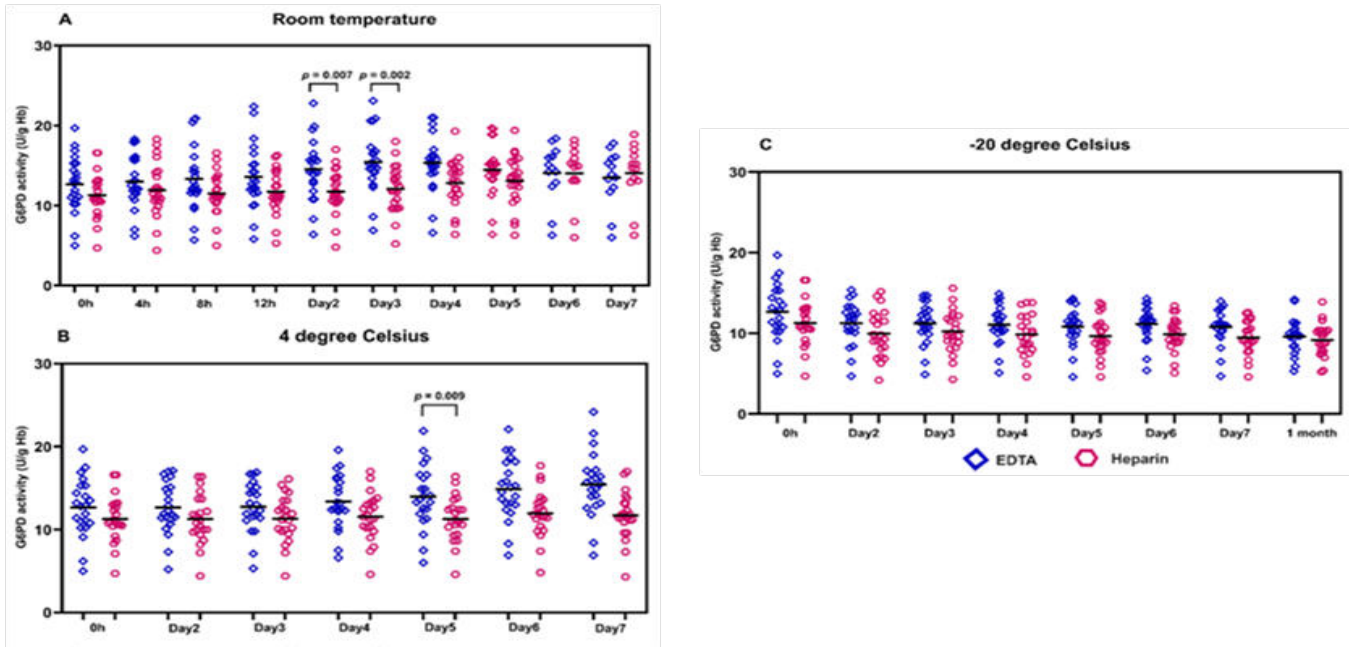 A
Room temperature
30
20
10
0
G6PD activity (U/g Hb)
p = 0.007
p = 0.002
0h 4h 8h 12h Day2 Day3 Day4 Day5 Day6 Day7
B
4 degree Celsius
30
20
10
0
G6PD activity (U/g Hb)
p = 0.009
0h Day2 Day3 Day4 Day5 Day6 Day7
C
-20 degree Celsius
30
20
10
0
G6PD activity (U/g Hb)
0h Day2 Day3 Day4 Day5 Day6 Day7 1 month
EDTA Heparin